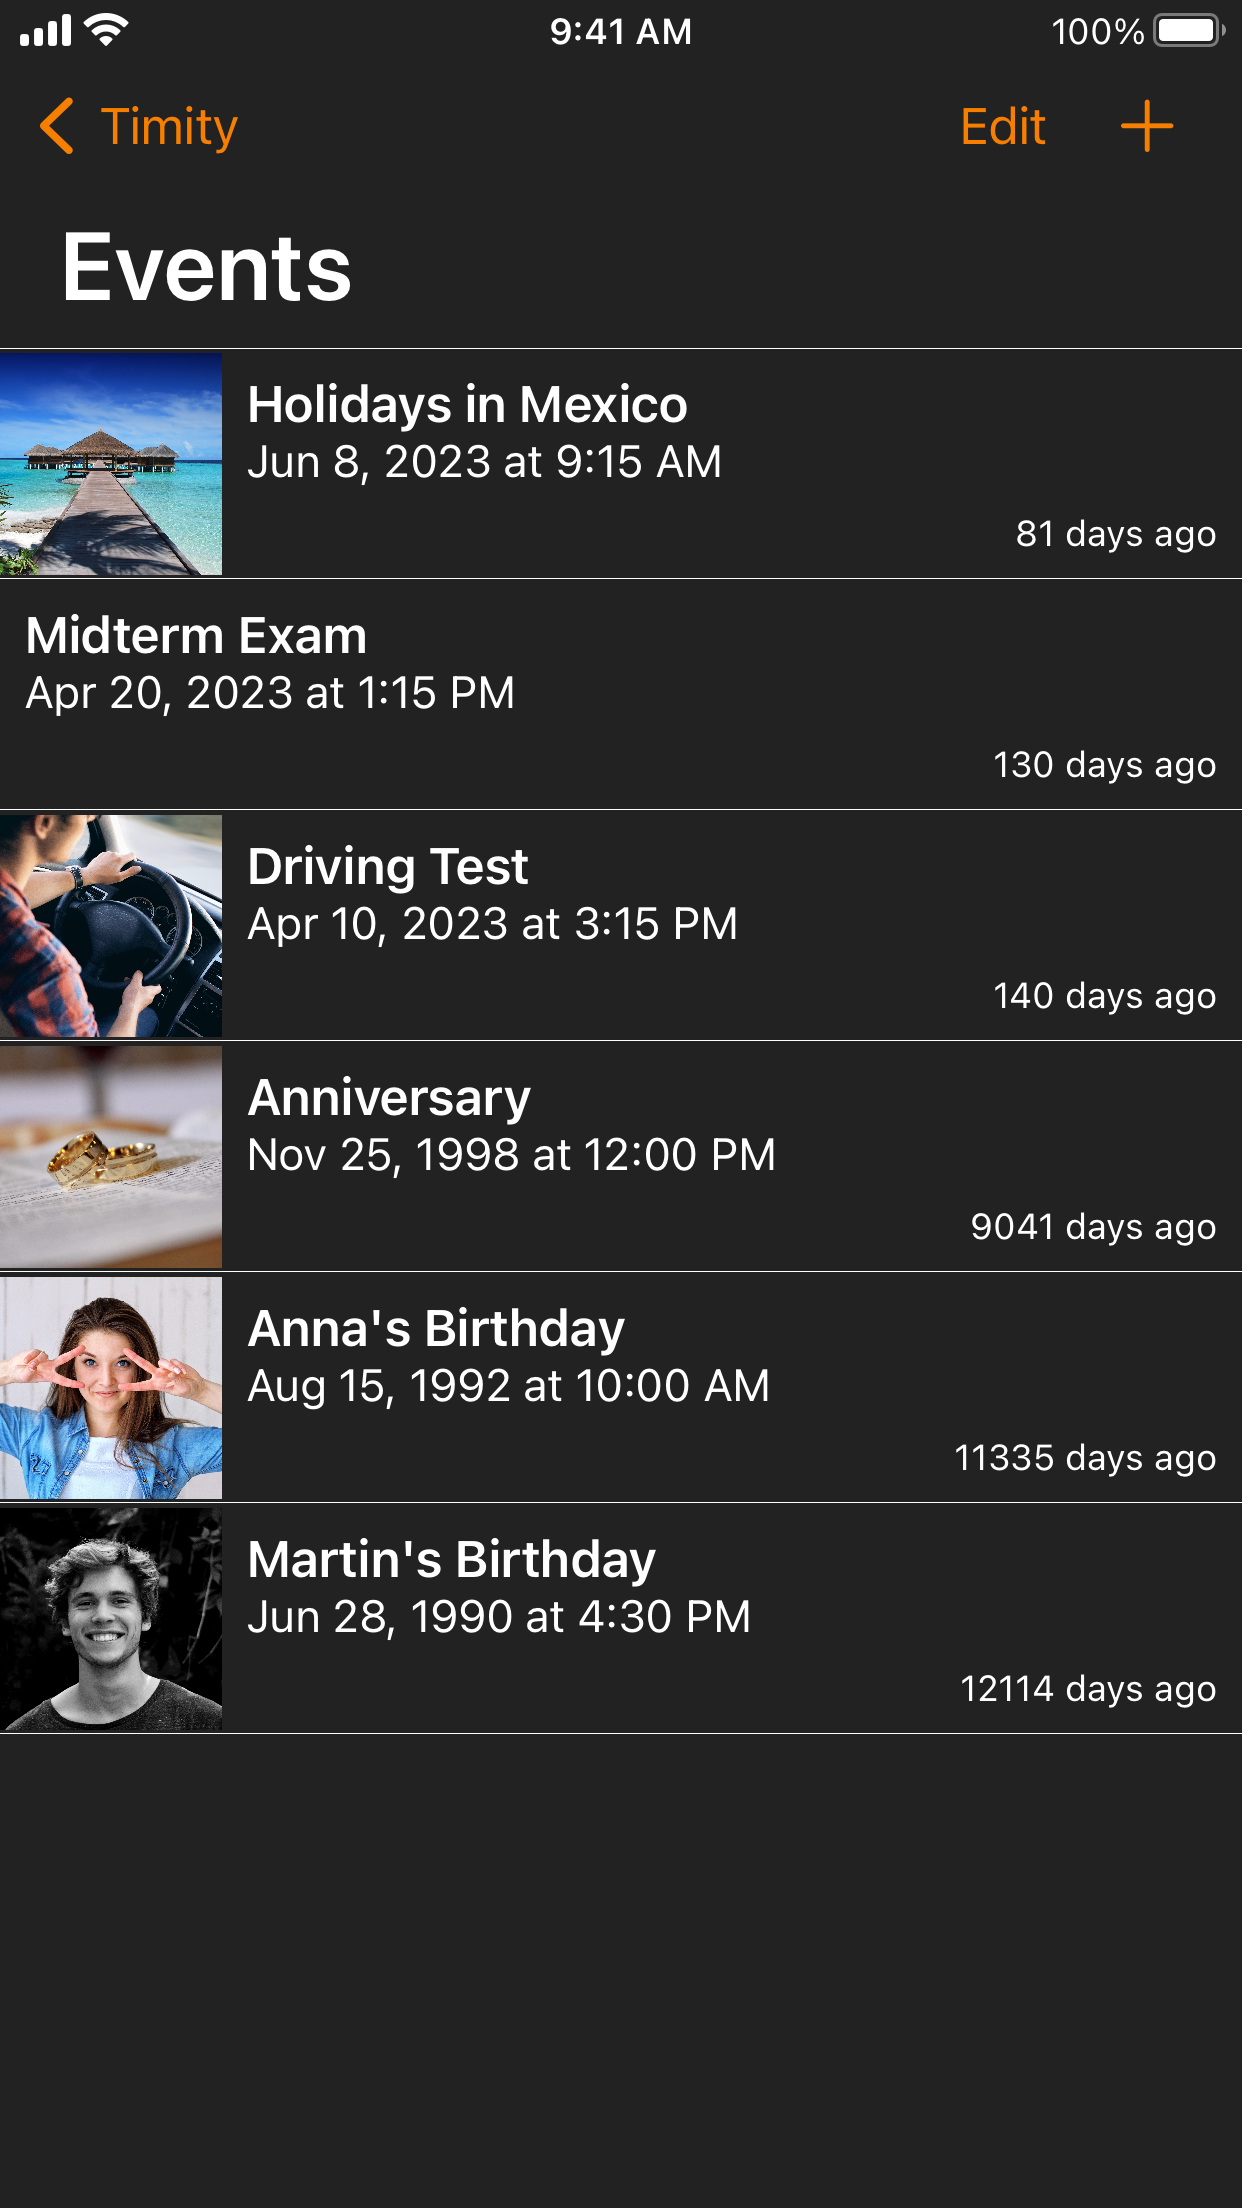 9:41 AM
100%
Timity
Edit
Events
Holidays in Mexico
Jun 8, 2023 at 9:15 AM
81 days ago
Midterm Exam
Apr 20, 2023 at 1:15 PM
130 days ago
Driving Test
Apr 10, 2023 at 3:15 PM
140 days ago
Anniversary
Nov 25, 1998 at 12:00 PM
9041 days ago
Anna's Birthday
Aug 15, 1992 at 10:00 AM
11335 days ago
Martin's Birthday
Jun 28, 1990 at 4:30 PM
12114 days ago